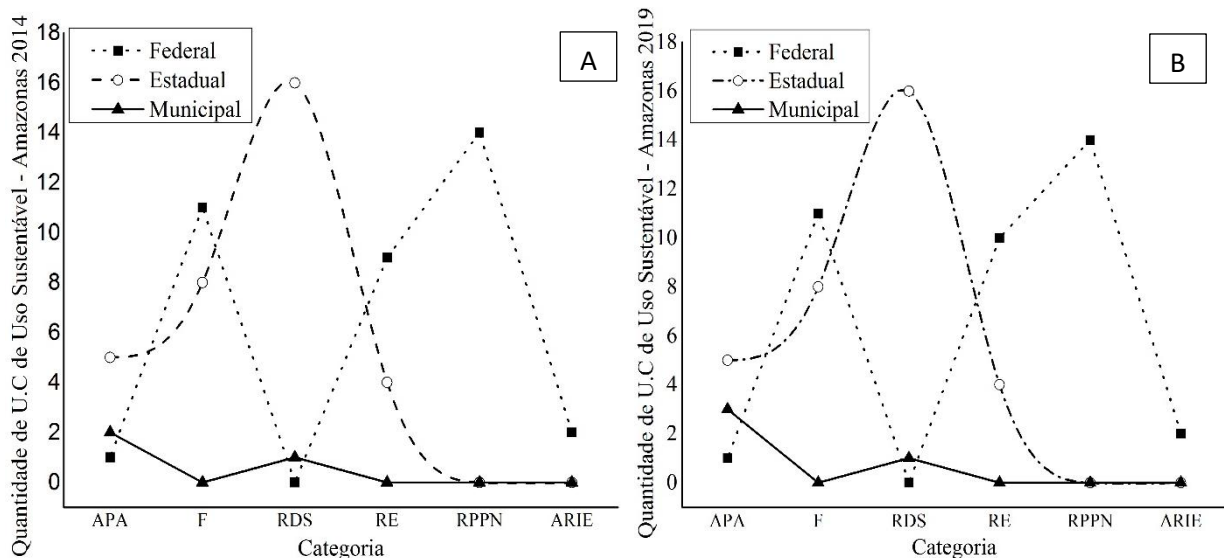 Quantidade de U.C de Uso Sustentável - Amazonas 2014
18
16
14
12
10
8
6
4
2
0
Federal
Estadual
Municipal
A
APA F RDS RE RPPN ARIE
Categoria
Quantidade de U.C de Uso Sustentável - Amazonas 2019
18
16
14
12
10
8
6
4
2
0
Federal
Estadual
Municipal
B
APA F RDS RE RPPN ARIE
Categoria